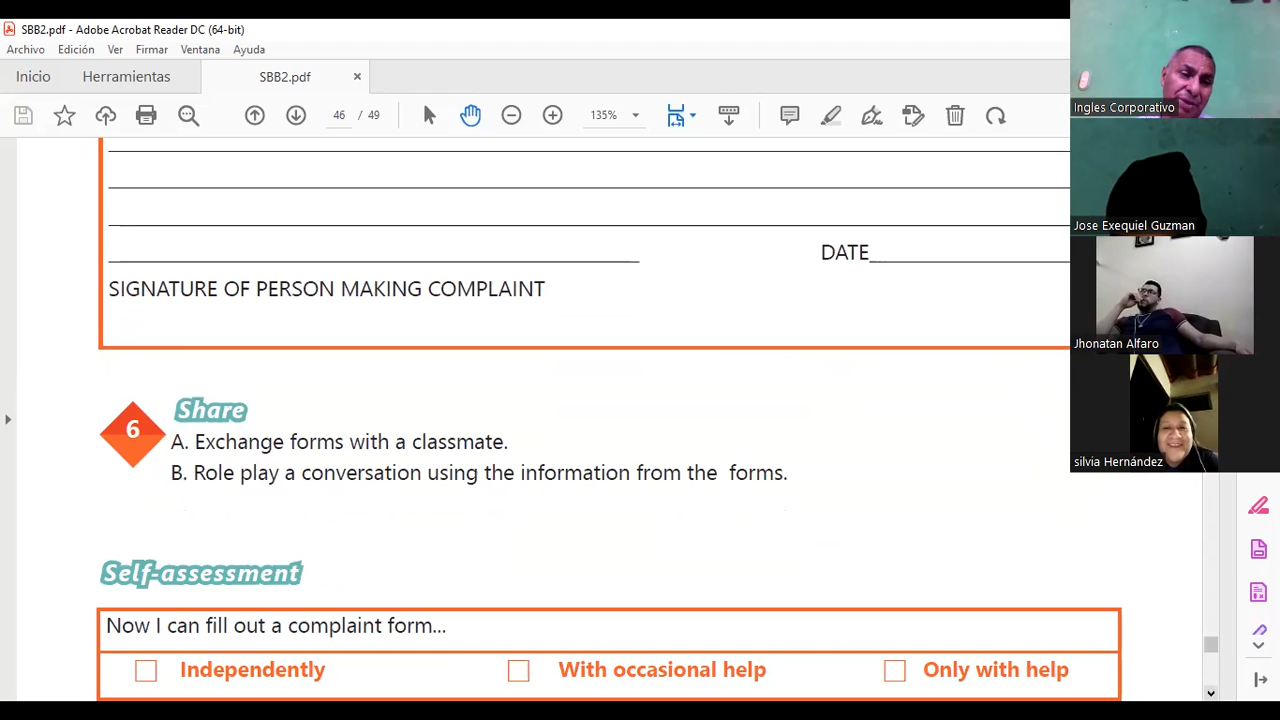 SBB2.pdf - Adobe Acrobat Reader DC (64-bit)
Archivo Edición Ver Firmar Ventana Ayuda
Inicio Herramientas SBB2.pdf ×
46 / 49 135%
DATE
SIGNATURE OF PERSON MAKING COMPLAINT
6 Share
A. Exchange forms with a classmate.
B. Role play a conversation using the information from the forms.
Self-assessment
Now I can fill out a complaint form...
Independently With occasional help Only with help
Ingles Corporativo
Jose Exequiel Guzman
Jhonatan Alfaro
silvia Hernández